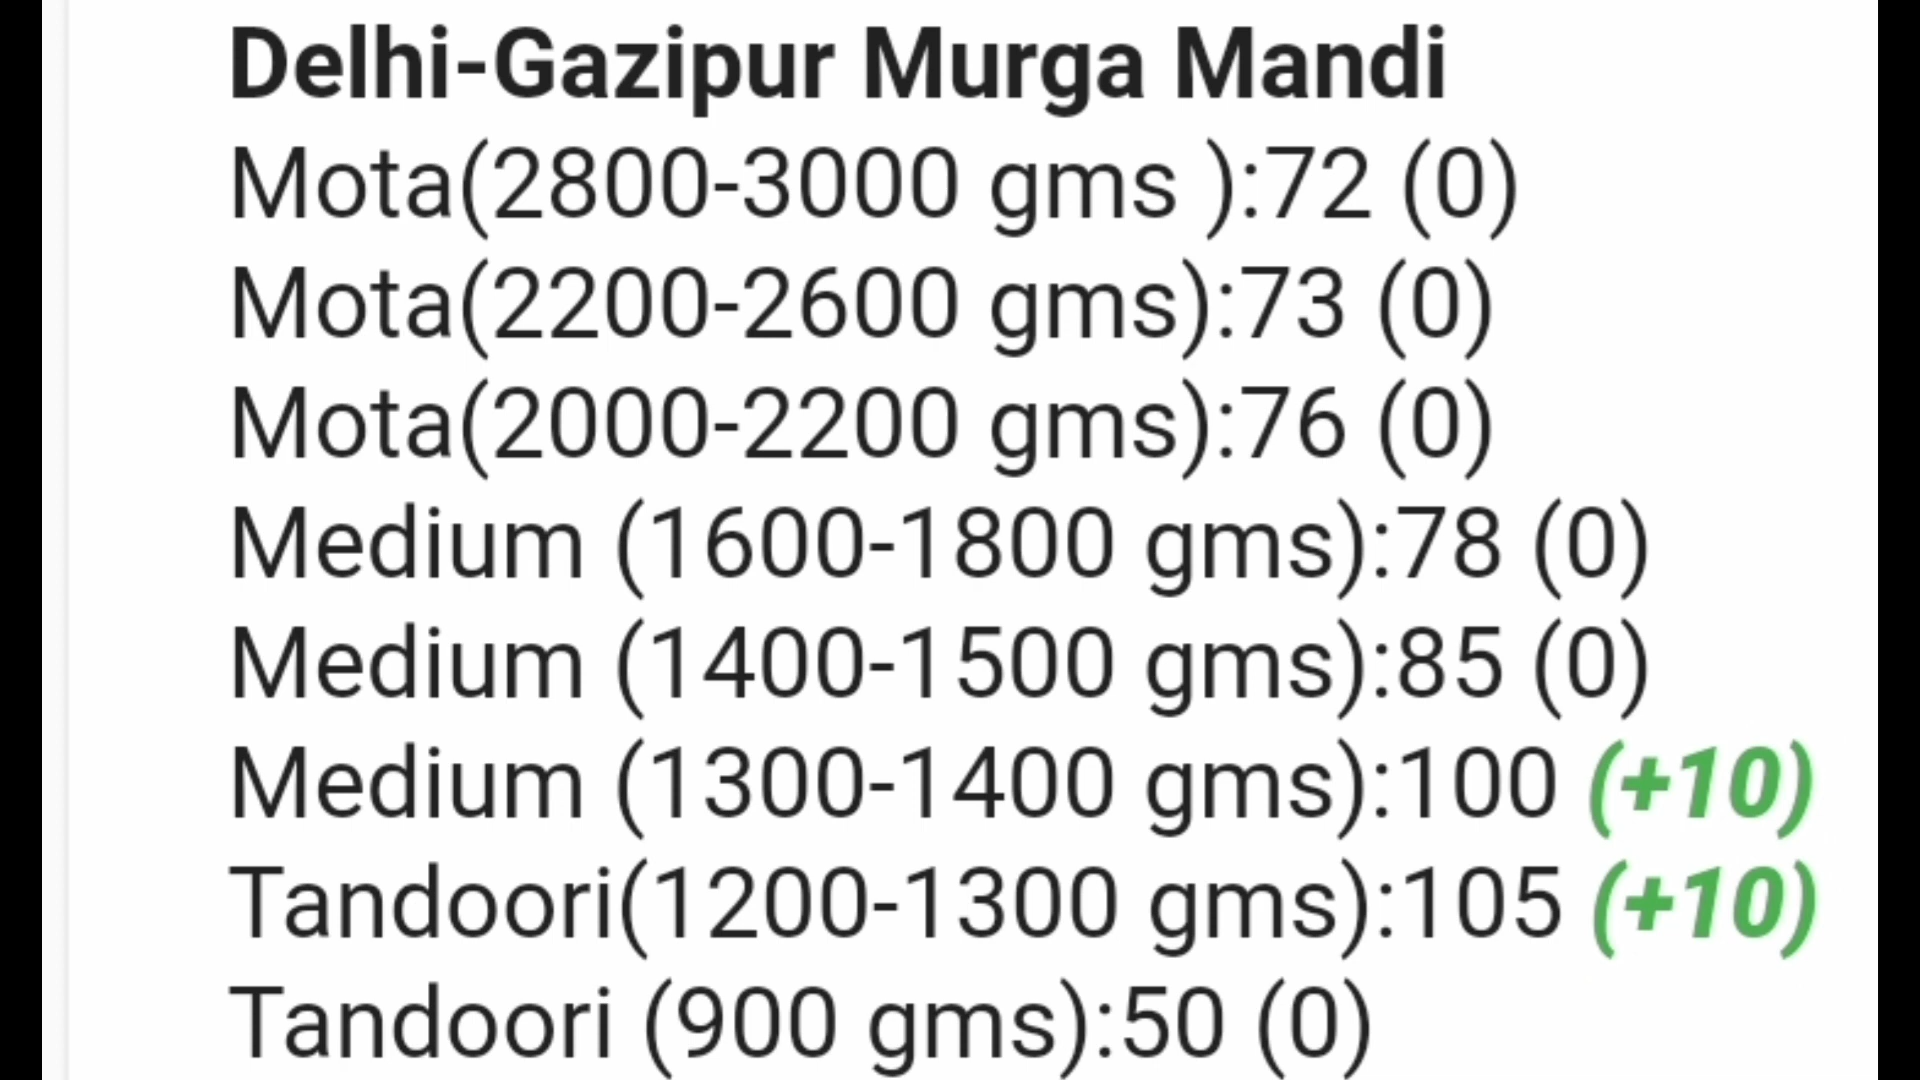 Delhi-Gazipur Murga Mandi
Mota(2800-3000 gms ):72 (0)
Mota(2200-2600 gms):73 (0)
Mota(2000-2200 gms):76 (0)
Medium (1600-1800 gms):78 (0)
Medium (1400-1500 gms):85 (0)
Medium (1300-1400 gms):100 (+10)
Tandoori(1200-1300 gms):105 (+10)
Tandoori (900 gms):50 (0)